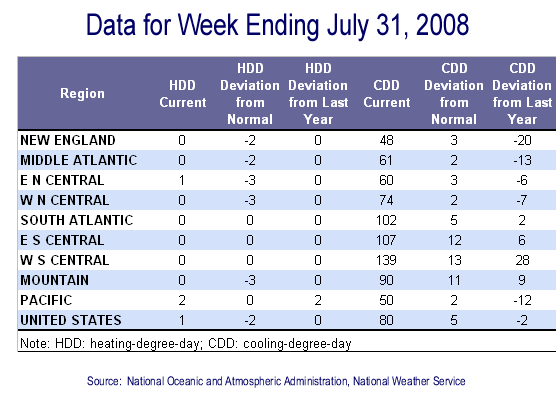 Data for Week Ending July 31, 2008
Region HDD Current HDD Deviation from Normal HDD Deviation from Last Year CDD Current CDD Deviation from Normal CDD Deviation from Last Year
NEW ENGLAND 0 -2 0 48 3 -20
MIDDLE ATLANTIC 0 -2 0 61 2 -13
E N CENTRAL 1 -3 0 60 3 -6
W N CENTRAL 0 -3 0 74 2 -7
SOUTH ATLANTIC 0 0 0 102 5 2
E S CENTRAL 0 0 0 107 12 6
W S CENTRAL 0 0 0 139 13 28
MOUNTAIN 0 -3 0 90 11 9
PACIFIC 2 0 2 50 2 -12
UNITED STATES 1 -2 0 80 5 -2
Note: HDD: heating-degree-day; CDD: cooling-degree-day
Source: National Oceanic and Atmospheric Administration, National Weather Service